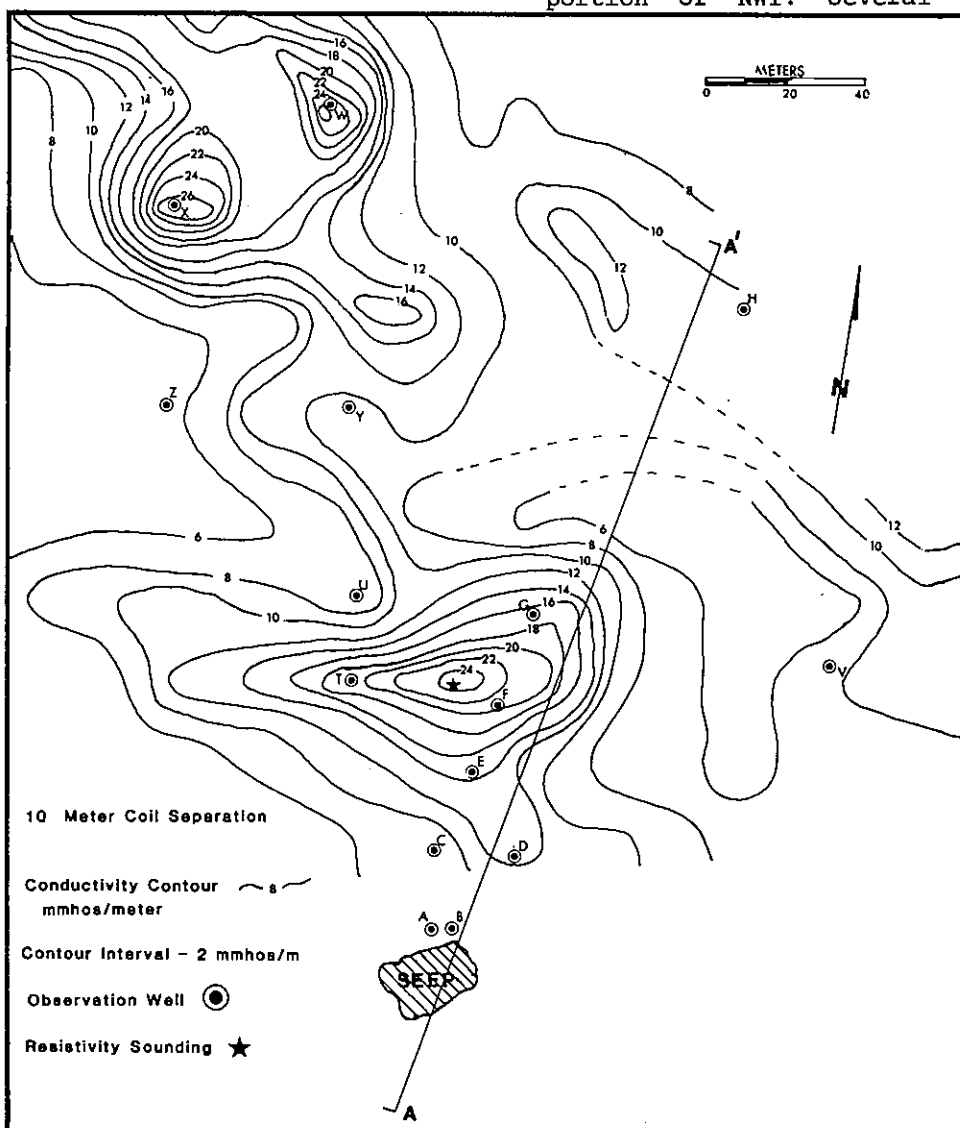 portion of NWT. Several
16
18
20
22
24
W
METERS
0 20 40
16
14
12
10
8
20
22
24
26
X
8
10
12
14
16
10
12
A'
H
N
Z
Y
6
8
10
U
6
8
10
12
14
16
18
G
20
22
24
T
F
E
12
10
V
10 Meter Coil Separation
C
D
Conductivity Contour 8
mmhos/meter
A B
Contour Interval - 2 mmhos/m
SEEP
Observation Well
Resistivity Sounding
A